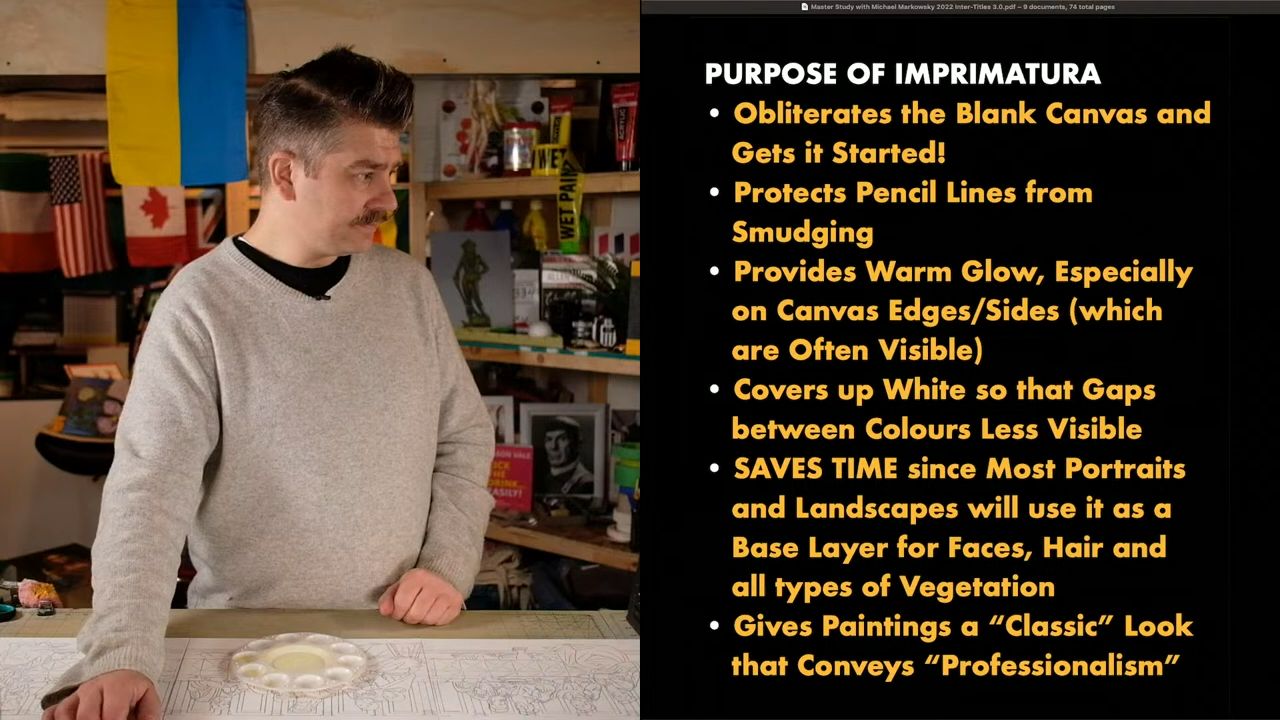 Master Study with Michael Markowsky 2022 Inter-Titles 3.0.pdf – 9 documents, 74 total pages
PURPOSE OF IMPRIMATURA
• Obliterates the Blank Canvas and
Gets it Started!
• Protects Pencil Lines from
Smudging
• Provides Warm Glow, Especially
on Canvas Edges/Sides (which
are Often Visible)
• Covers up White so that Gaps
between Colours Less Visible
• SAVES TIME since Most Portraits
and Landscapes will use it as a
Base Layer for Faces, Hair and
all types of Vegetation
• Gives Paintings a “Classic” Look
that Conveys “Professionalism”
ACRYLIC
WET
WET PAIN
EASILY!